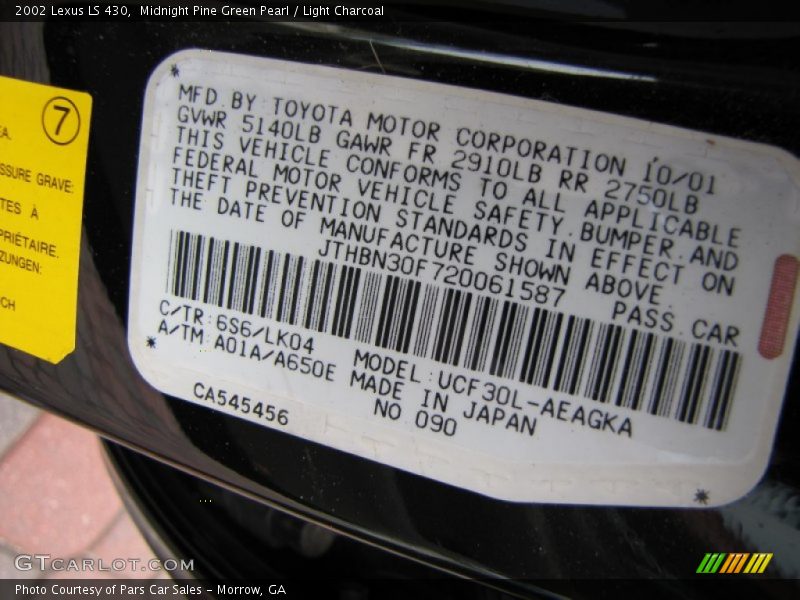 2002 Lexus LS 430, Midnight Pine Green Pearl / Light Charcoal
7
SSURE GRAVE:
TES À
PRIÉTAIRE.
ZUNGEN:
CH
MFD.BY:TOYOTA MOTOR CORPORATION 10/01
GVWR 5140LB GAWR FR 2910LB RR 2750LB
THIS VEHICLE CONFORMS TO ALL APPLICABLE
FEDERAL MOTOR VEHICLE SAFETY,BUMPER,AND
THEFT PREVENTION STANDARDS IN EFFECT ON
THE DATE OF MANUFACTURE SHOWN ABOVE.
JTHBN30F720061587 PASS.CAR
C/TR:6S6/LK04 MODEL:UCF30L-AEAGKA
A/TM:A01A/A650E MADE IN JAPAN
CA545456 NO 090
GTCARLOT.COM
Photo Courtesy of Pars Car Sales - Morrow, GA